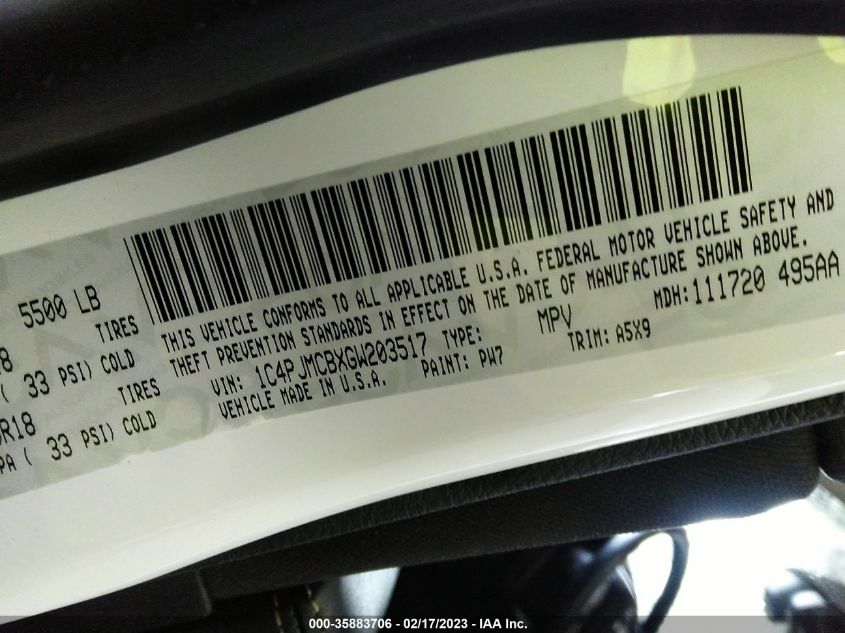 5500 LB
TIRES
( 33 PSI) COLD
R18 TIRES
PA ( 33 PSI) COLD
THIS VEHICLE CONFORMS TO ALL APPLICABLE U.S.A. FEDERAL MOTOR VEHICLE SAFETY AND
THEFT PREVENTION STANDARDS IN EFFECT ON THE DATE OF MANUFACTURE SHOWN ABOVE.
VIN: 1C4PJMCBXGW203517 TYPE: MPV MDH: 111720 495AA
VEHICLE MADE IN U.S.A. PAINT: PW7 TRIM: A5X9
000-35883706 - 02/17/2023 - IAA Inc.